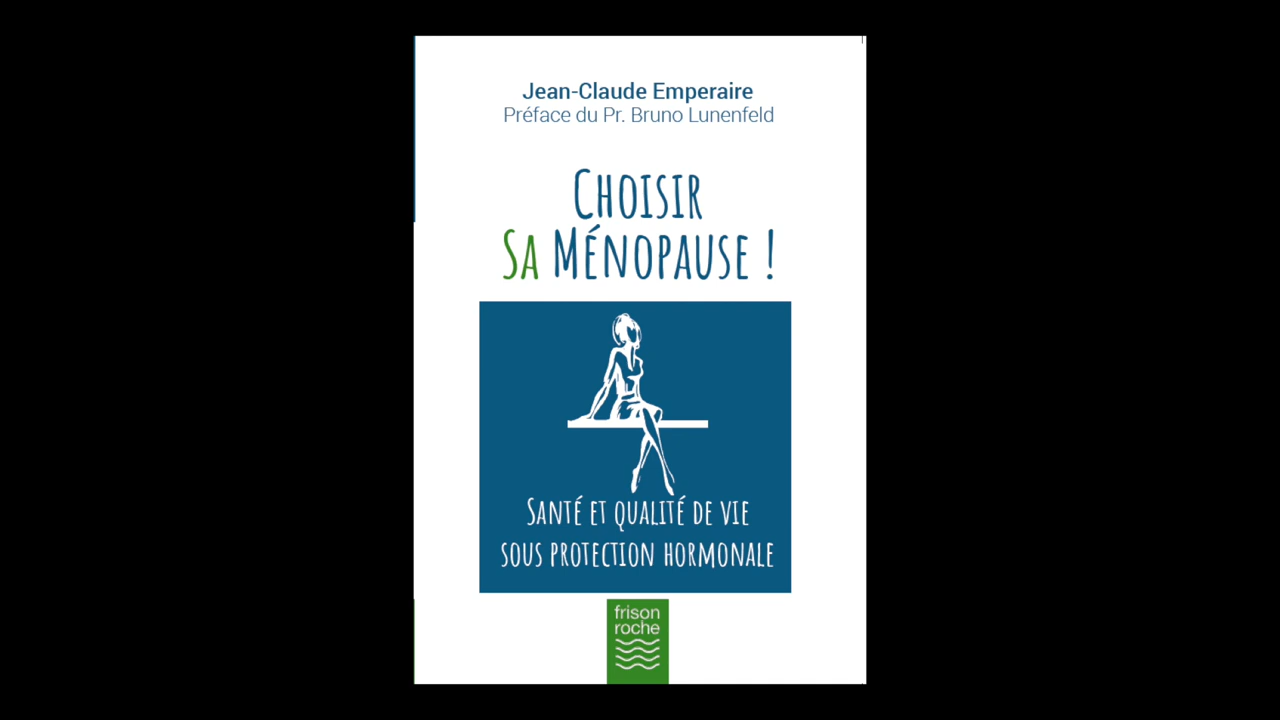 Jean-Claude Emperaire
Préface du Pr. Bruno Lunenfeld
CHOISIR
SA MÉNOPAUSE !
SANTÉ ET QUALITÉ DE VIE
SOUS PROTECTION HORMONALE
frison
roche